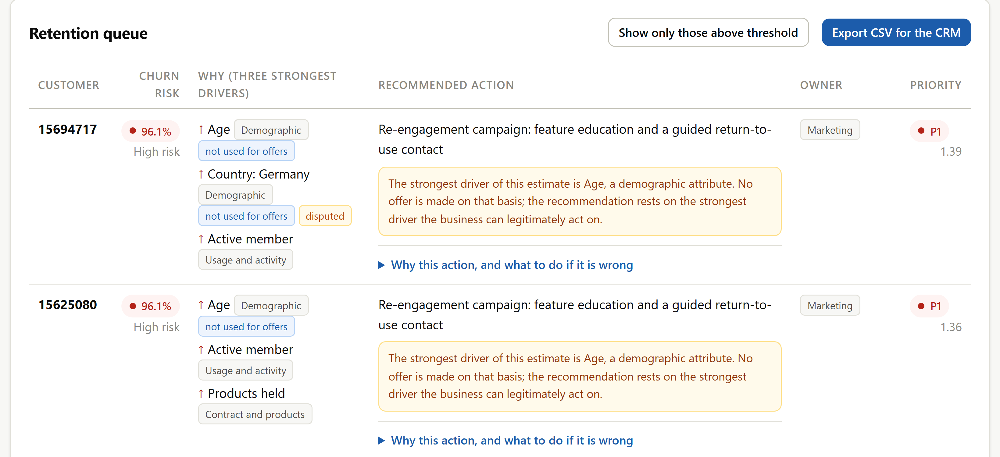 Retention queue
Show only those above threshold
Export CSV for the CRM
CUSTOMER
CHURN
RISK
WHY (THREE STRONGEST
DRIVERS)
RECOMMENDED ACTION
OWNER
PRIORITY
15694717
96.1%
High risk
↑ Age Demographic
not used for offers
↑ Country: Germany
Demographic
not used for offers disputed
↑ Active member
Usage and activity
Re-engagement campaign: feature education and a guided return-to-
use contact
The strongest driver of this estimate is Age, a demographic attribute. No
offer is made on that basis; the recommendation rests on the strongest
driver the business can legitimately act on.
Why this action, and what to do if it is wrong
Marketing
P1
1.39
15625080
96.1%
High risk
↑ Age Demographic
not used for offers
↑ Active member
Usage and activity
↑ Products held
Contract and products
Re-engagement campaign: feature education and a guided return-to-
use contact
The strongest driver of this estimate is Age, a demographic attribute. No
offer is made on that basis; the recommendation rests on the strongest
driver the business can legitimately act on.
Why this action, and what to do if it is wrong
Marketing
P1
1.36